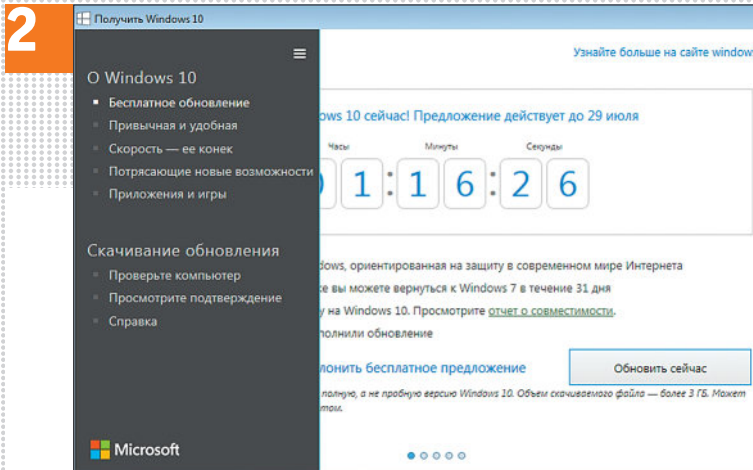 2
Получить Windows 10
Узнайте больше на сайте window
О Windows 10
Бесплатное обновление
Привычная и удобная
Скорость — ее конек
Потрясающие новые возможности
Приложения и игры
Скачивание обновления
Проверьте компьютер
Просмотрите подтверждение
Справка
Microsoft
ows 10 сейчас! Предложение действует до 29 июля
Часы Минуты Секунды
1 : 1 6 : 2 6
dows, ориентированная на защиту в современном мире Интернета
се вы можете вернуться к Windows 7 в течение 31 дня
у на Windows 10. Просмотрите отчет о совместимости.
полнили обновление
лонить бесплатное предложение
Обновить сейчас
полную, а не пробную версию Windows 10. Объем скачиваемого файла — более 3 ГБ. Может
том.